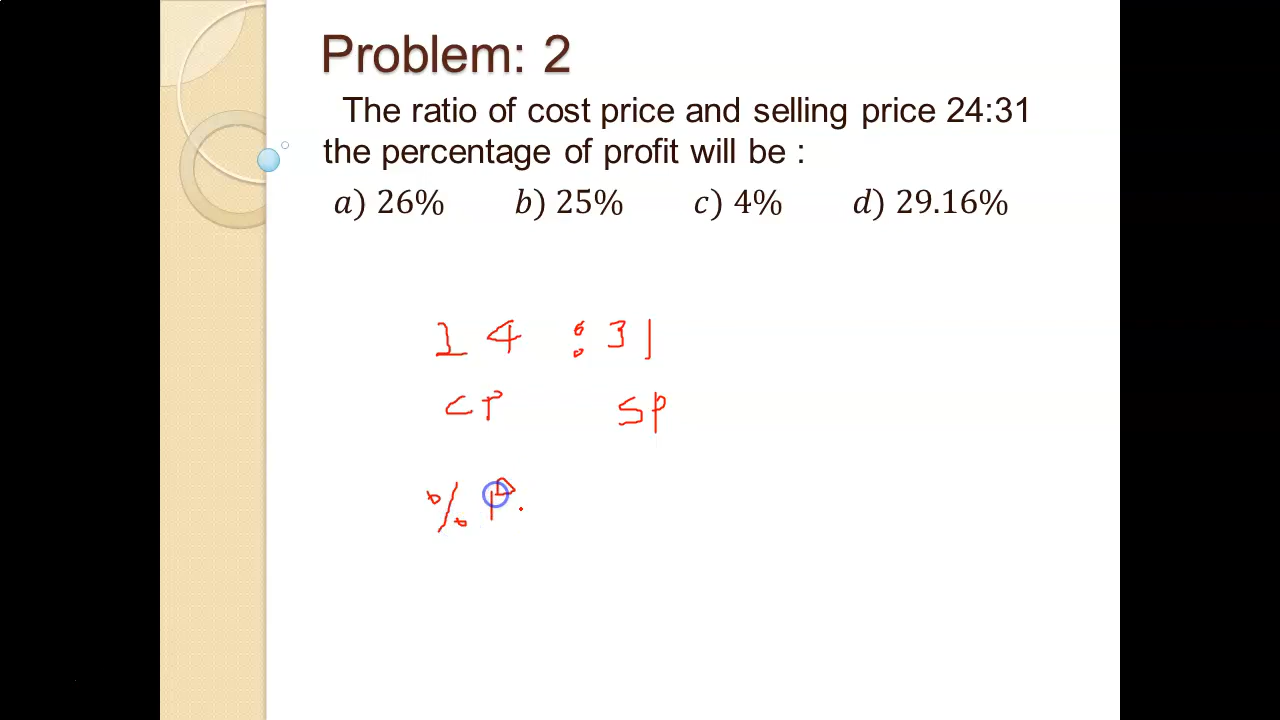 Problem: 2
The ratio of cost price and selling price 24:31
the percentage of profit will be :
a) 26% b) 25% c) 4% d) 29.16%
24 : 31
CP SP
% P.